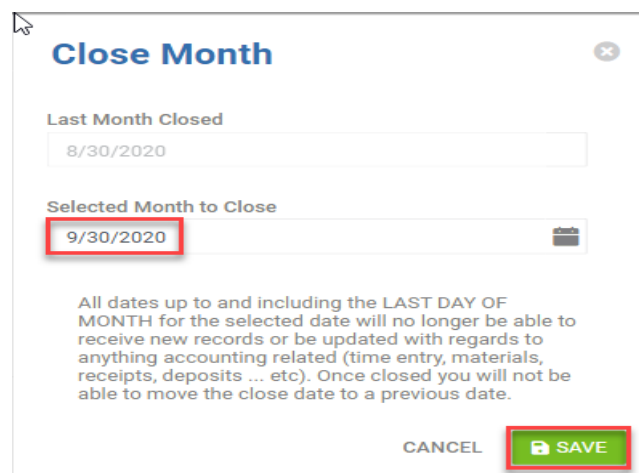 Close Month
Last Month Closed
8/30/2020
Selected Month to Close
9/30/2020
All dates up to and including the LAST DAY OF
MONTH for the selected date will no longer be able to
receive new records or be updated with regards to
anything accounting related (time entry, materials,
receipts, deposits ... etc). Once closed you will not be
able to move the close date to a previous date.
CANCEL SAVE